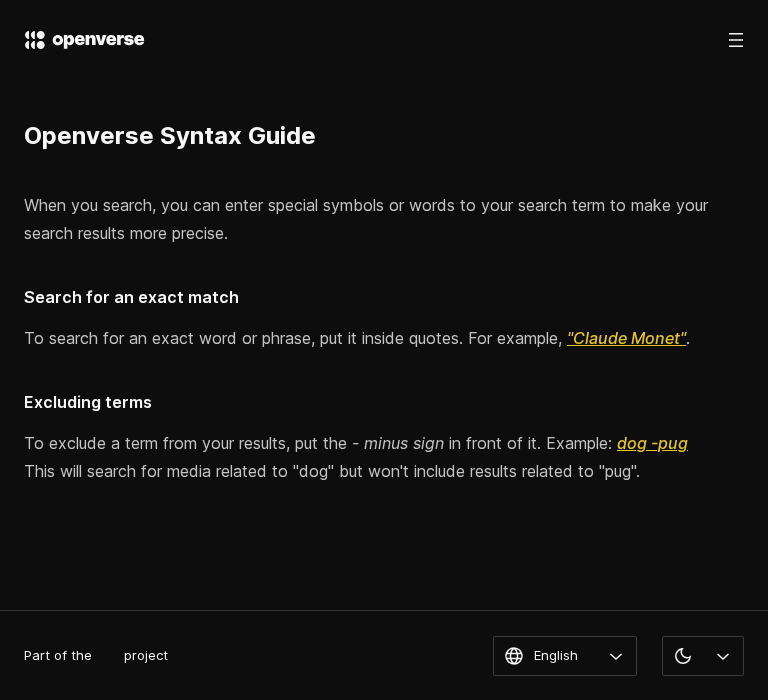 openverse
Openverse Syntax Guide
When you search, you can enter special symbols or words to your search term to make your
search results more precise.
Search for an exact match
To search for an exact word or phrase, put it inside quotes. For example, "Claude Monet".
Excluding terms
To exclude a term from your results, put the - minus sign in front of it. Example: dog -pug
This will search for media related to "dog" but won't include results related to "pug".
Part of the project
English